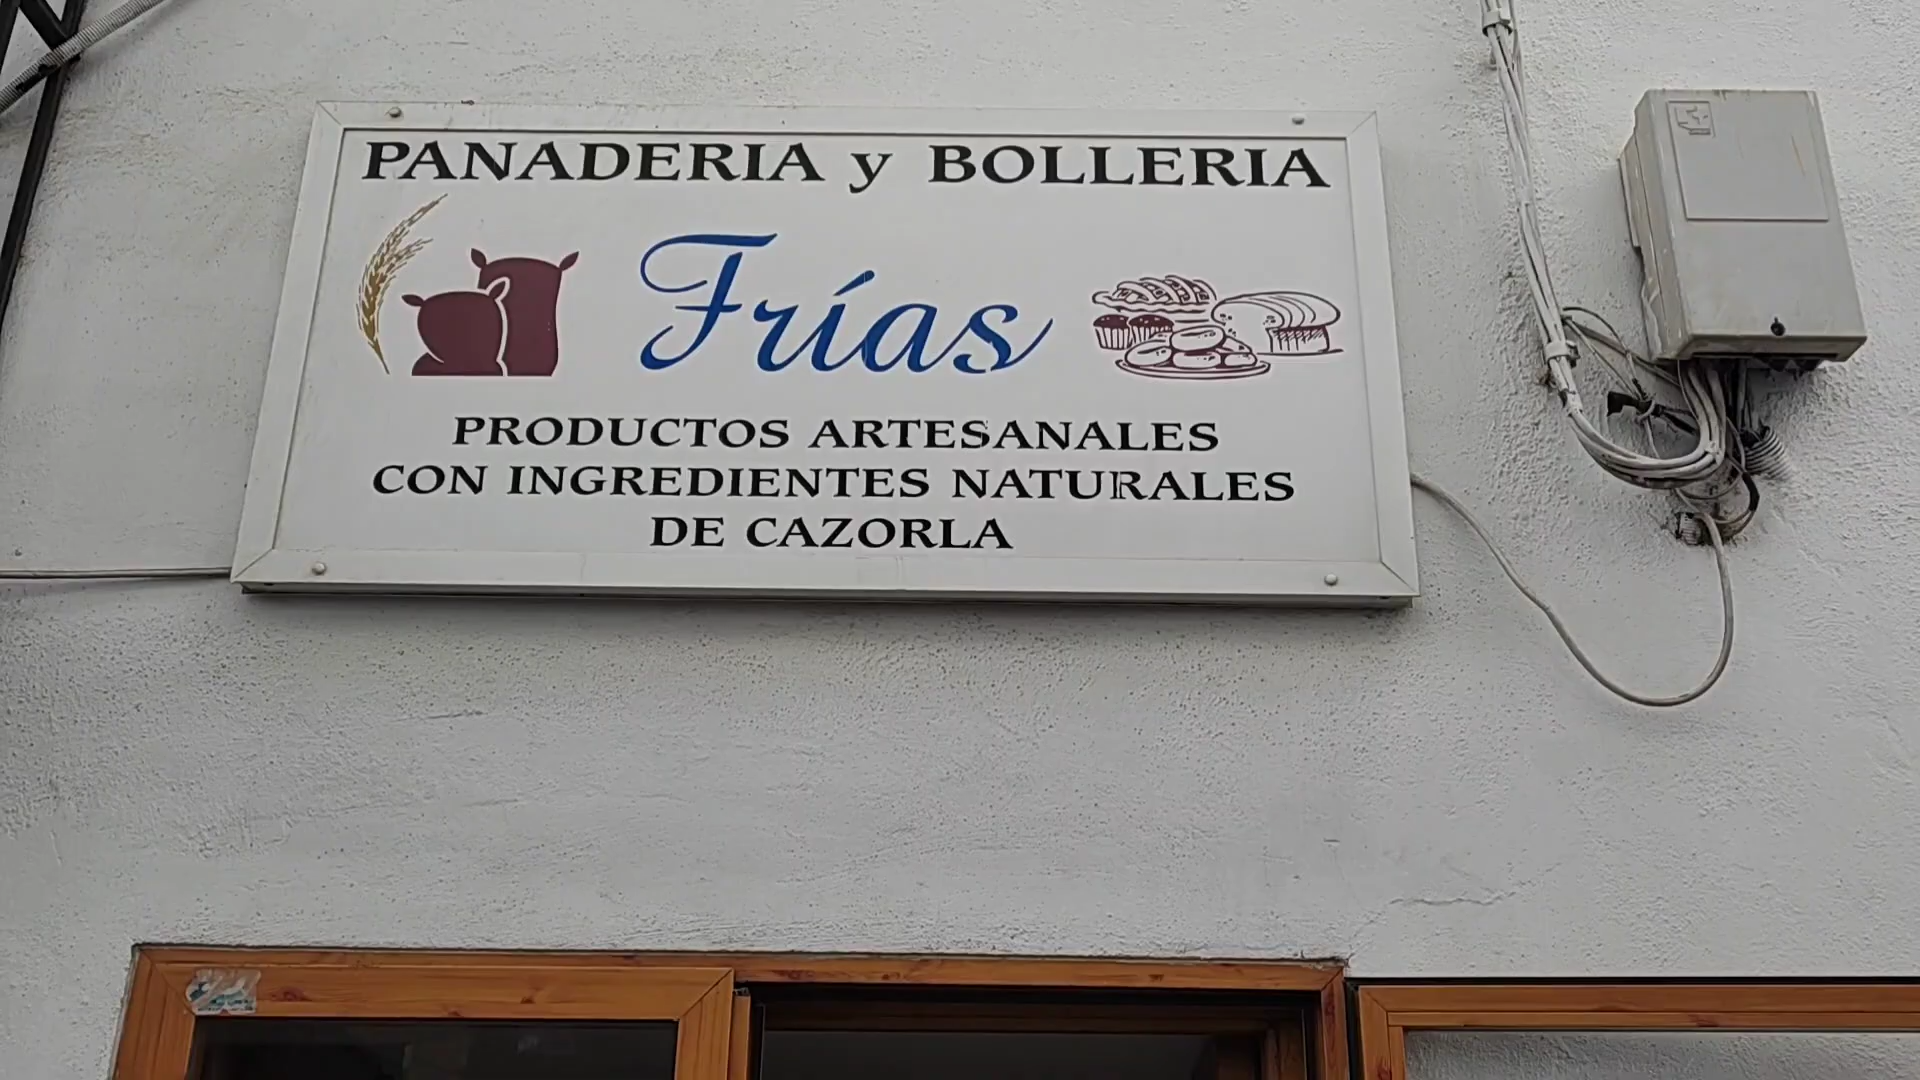 PANADERIA y BOLLERIA
Frías
PRODUCTOS ARTESANALES
CON INGREDIENTES NATURALES
DE CAZORLA